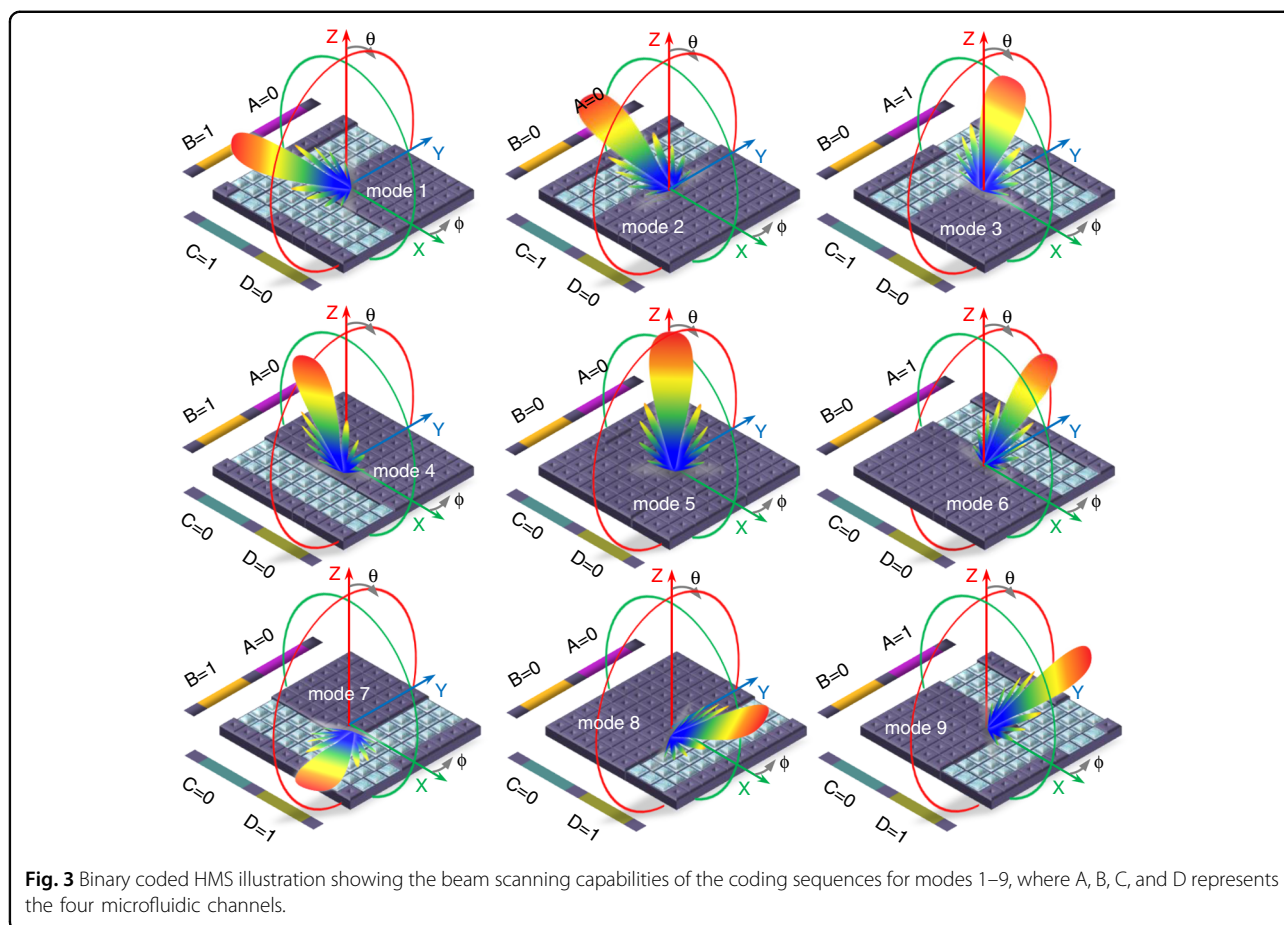 Z θ
A=0
B=1
Y
mode 1
X
ϕ
C=1
D=0
Z θ
A=0
B=0
Y
mode 2
X
ϕ
C=1
D=0
Z θ
A=1
B=0
Y
mode 3
X
ϕ
C=1
D=0
Z θ
A=0
B=1
Y
mode 4
X
ϕ
C=0
D=0
Z θ
A=0
B=0
Y
mode 5
X
ϕ
C=0
D=0
Z θ
A=1
B=0
Y
mode 6
X
ϕ
C=0
D=0
Z θ
A=0
B=1
mode 7
Y
X
ϕ
C=0
D=1
Z θ
A=0
B=0
Y
mode 8
X
ϕ
C=0
D=1
Z θ
A=1
B=0
Y
mode 9
X
ϕ
C=0
D=1
Fig. 3 Binary coded HMS illustration showing the beam scanning capabilities of the coding sequences for modes 1–9, where A, B, C, and D represents
the four microfluidic channels.